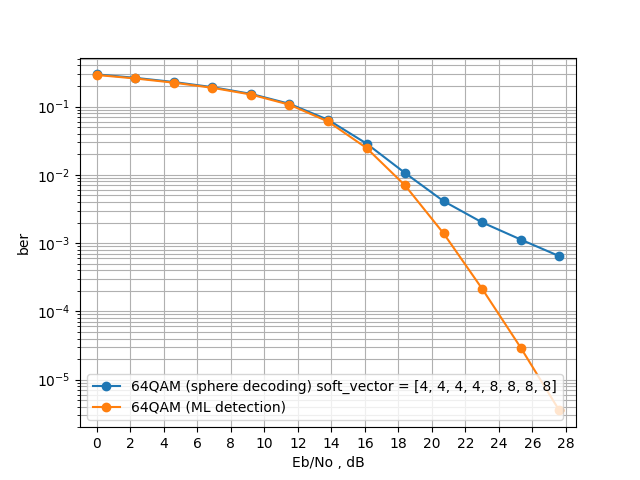 10⁻¹
10⁻²
10⁻³
10⁻⁴
10⁻⁵
ber
64QAM (sphere decoding) soft_vector = [4, 4, 4, 4, 8, 8, 8, 8]
64QAM (ML detection)
0 2 4 6 8 10 12 14 16 18 20 22 24 26 28
Eb/No , dB